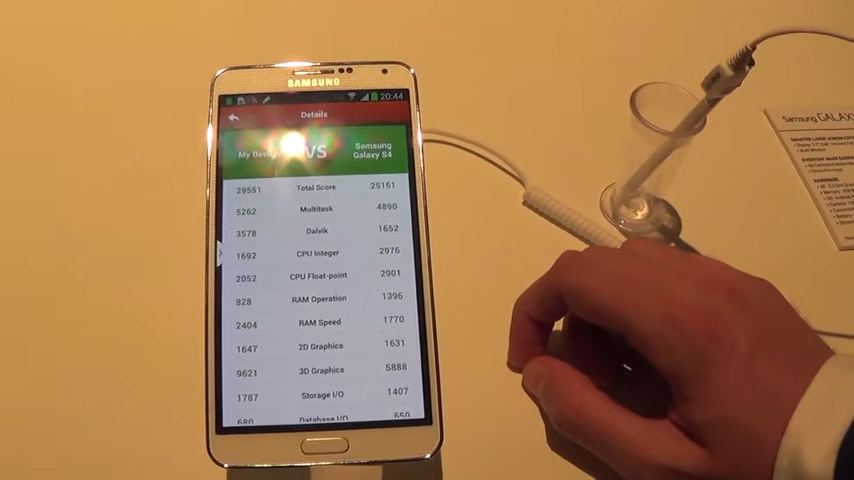 SAMSUNG
20:44
Details
My Device VS Samsung Galaxy S4
29551 Total Score 25161
5262 Multitask 4890
3578 Dalvik 1652
1692 CPU Integer 2976
2052 CPU Float-point 2901
828 RAM Operation 1396
2404 RAM Speed 1770
1647 2D Graphics 1631
9621 3D Graphics 5888
1787 Storage I/O 1407
680 Database I/O 650
Samsung GALAXY